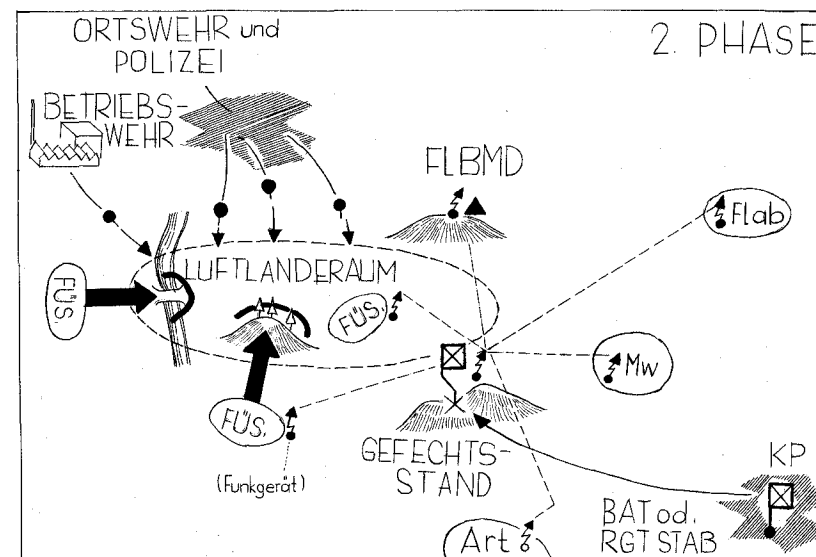 ORTSWEHR und
POLIZEI
2. PHASE
BETRIEBS-
WEHR
FLBMD
Flab
LUFTLANDERAUM
FÜS.
FÜS.
Mw
FÜS.
(Funkgerät)
GEFECHTS-
STAND
KP
BAT od.
RGT STAB
Art